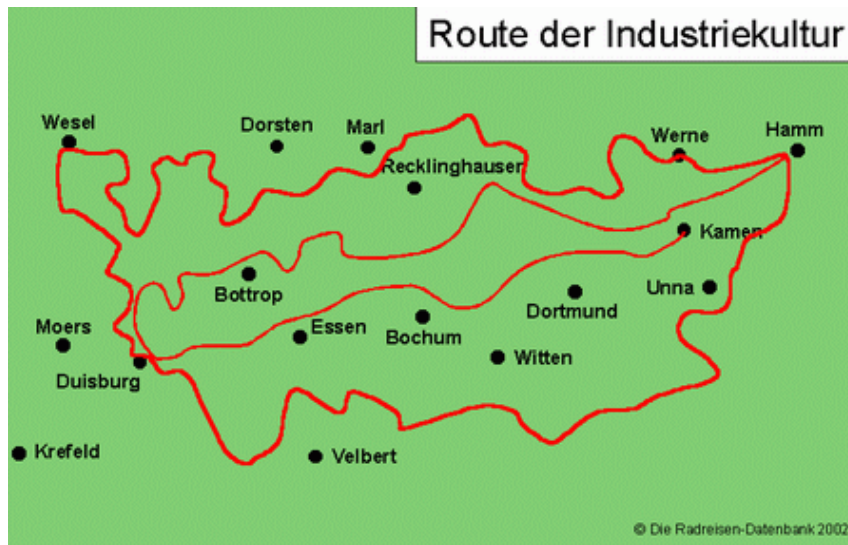 Route der Industriekultur
Wesel
Dorsten
Marl
Werne
Hamm
Recklinghausen
Kamen
Bottrop
Unna
Dortmund
Moers
Essen
Bochum
Witten
Duisburg
Krefeld
Velbert
© Die Radreisen-Datenbank 2002